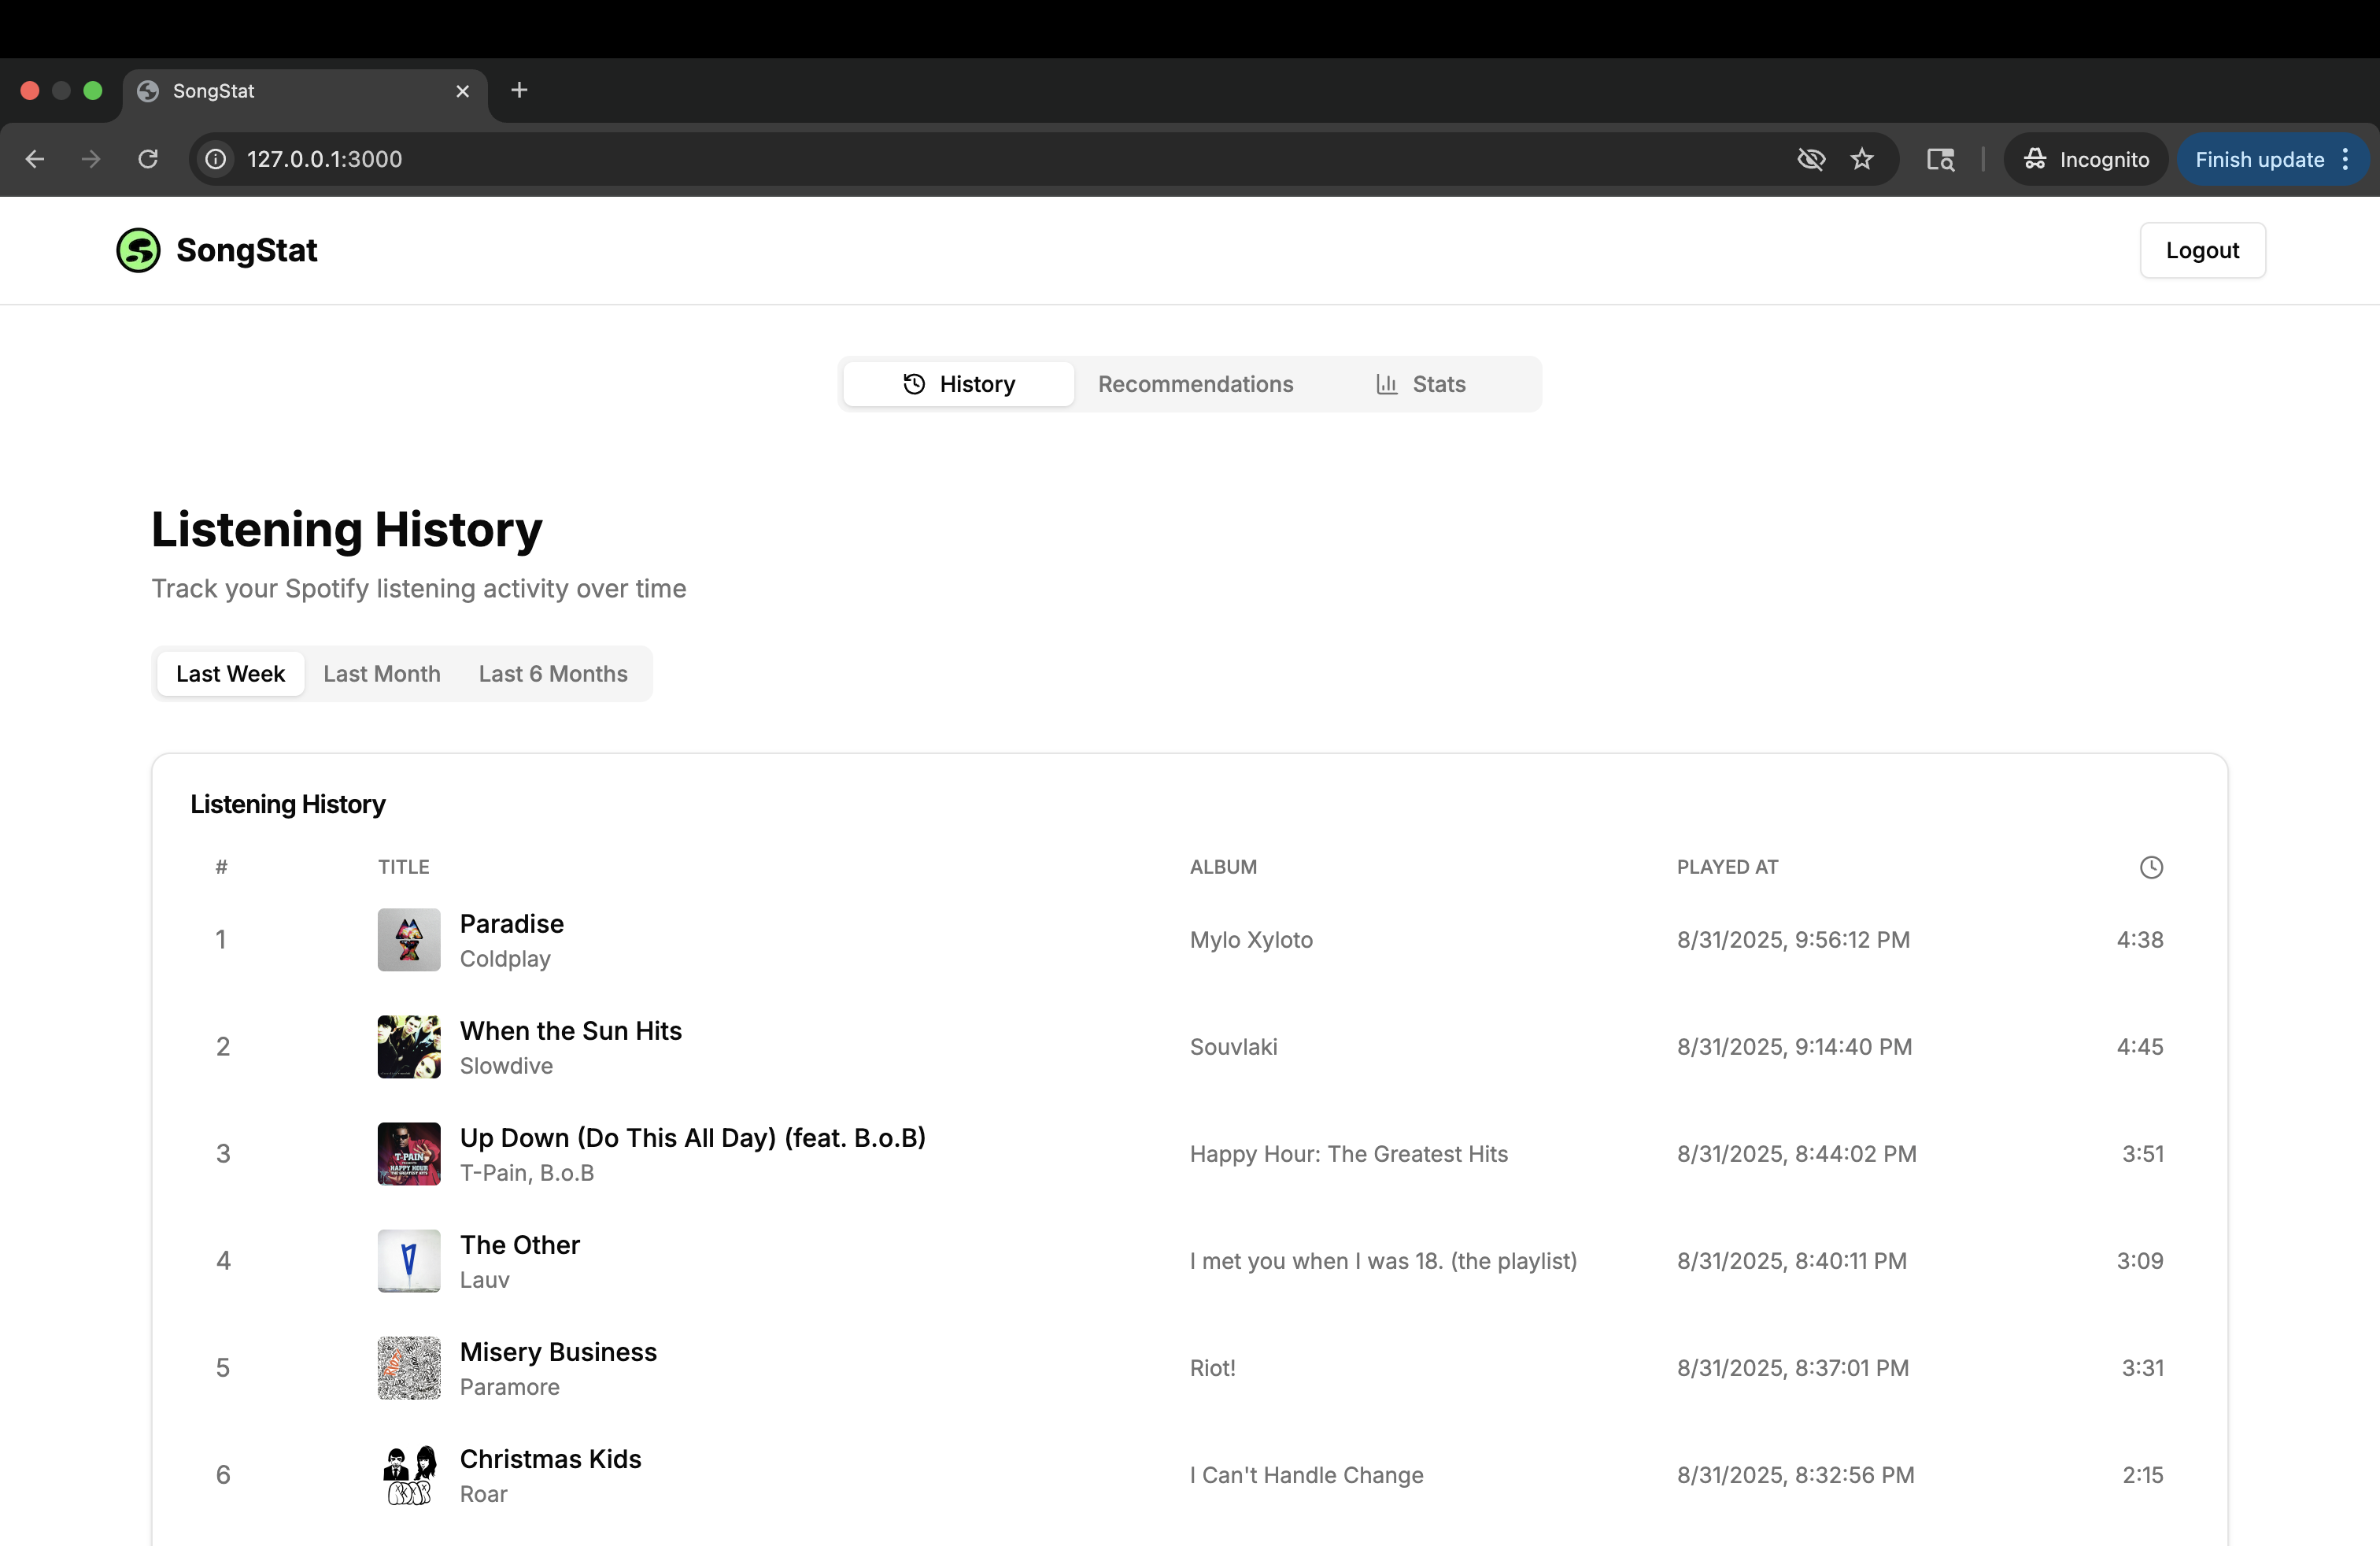 SongStat
127.0.0.1:3000
Incognito
Finish update
SongStat
Logout
History
Recommendations
Stats
Listening History
Track your Spotify listening activity over time
Last Week
Last Month
Last 6 Months
Listening History
# TITLE ALBUM PLAYED AT
1 Paradise Mylo Xyloto 8/31/2025, 9:56:12 PM 4:38
Coldplay
2 When the Sun Hits Souvlaki 8/31/2025, 9:14:40 PM 4:45
Slowdive
T-PAIN
HAPPY HOUR
3 Up Down (Do This All Day) (feat. B.o.B) Happy Hour: The Greatest Hits 8/31/2025, 8:44:02 PM 3:51
T-Pain, B.o.B
4 The Other I met you when I was 18. (the playlist) 8/31/2025, 8:40:11 PM 3:09
Lauv
RIOT!
5 Misery Business Riot! 8/31/2025, 8:37:01 PM 3:31
Paramore
6 Christmas Kids I Can't Handle Change 8/31/2025, 8:32:56 PM 2:15
Roar